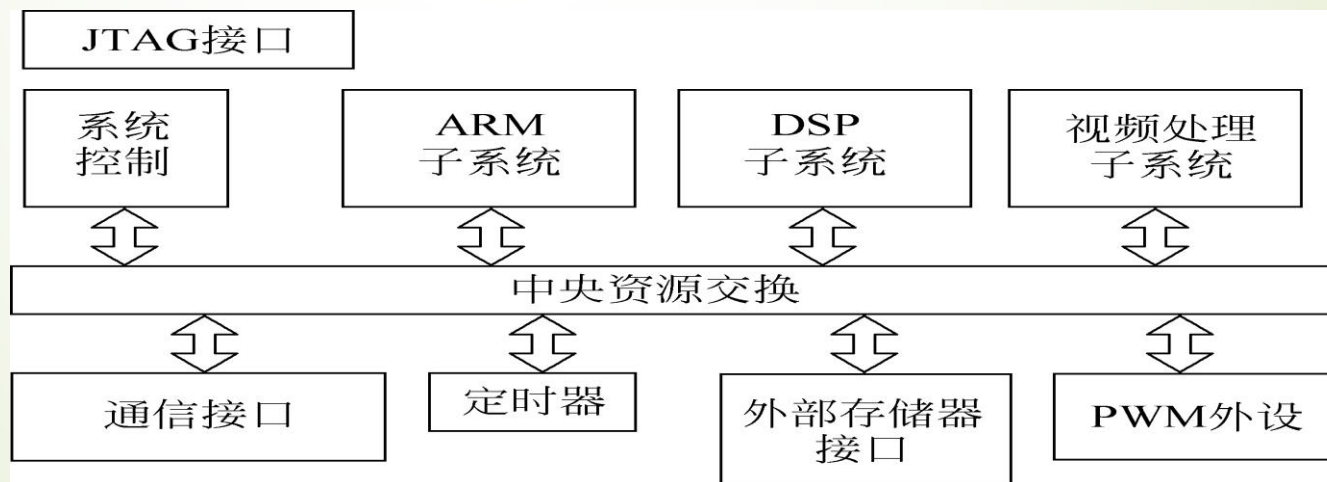 JTAG接口
系统
控制
ARM
子系统
DSP
子系统
视频处理
子系统
中央资源交换
通信接口
定时器
外部存储器
接口
PWM外设